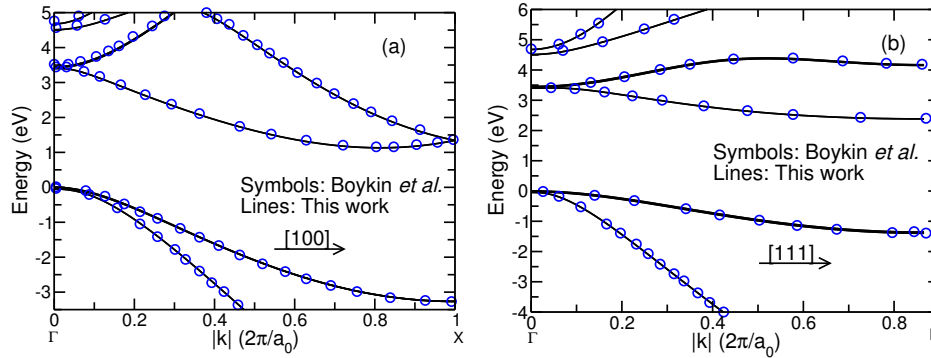 5
4
3
2
1
0
-1
-2
-3
Energy (eV)
(a)
Symbols: Boykin et al.
Lines: This work
[100]
0 0.2 0.4 0.6 0.8 1
Γ X
|k| (2π/a0)
6
5
4
3
2
1
0
-1
-2
-3
-4
Energy (eV)
(b)
Symbols: Boykin et al.
Lines: This work
[111]
0 0.2 0.4 0.6 0.8
Γ
|k| (2π/a0)